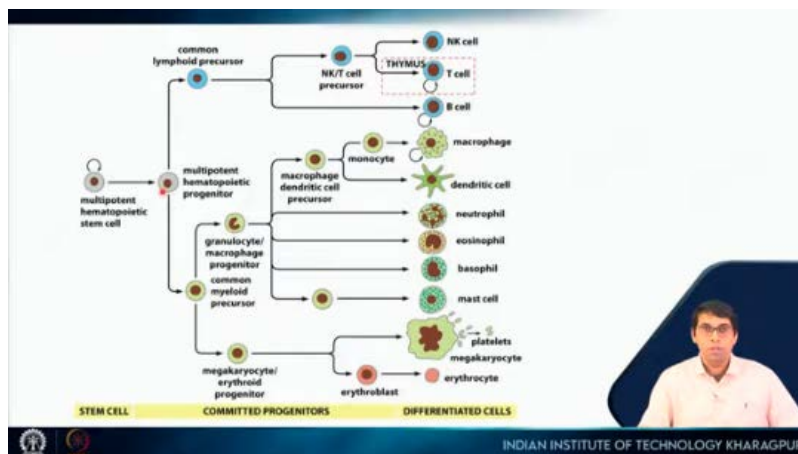 common
lymphoid precursor
NK/T cell
precursor
NK cell
THYMUS
T cell
B cell
multipotent
hematopoietic
stem cell
multipotent
hematopoietic
progenitor
monocyte
macrophage
macrophage
dendritic cell
precursor
dendritic cell
granulocyte/
macrophage
progenitor
neutrophil
eosinophil
basophil
common
myeloid
precursor
mast cell
megakaryocyte/
erythroid
progenitor
platelets
megakaryocyte
erythroblast
erythrocyte
STEM CELL
COMMITTED PROGENITORS
DIFFERENTIATED CELLS
INDIAN INSTITUTE OF TECHNOLOGY KHARAGPUR